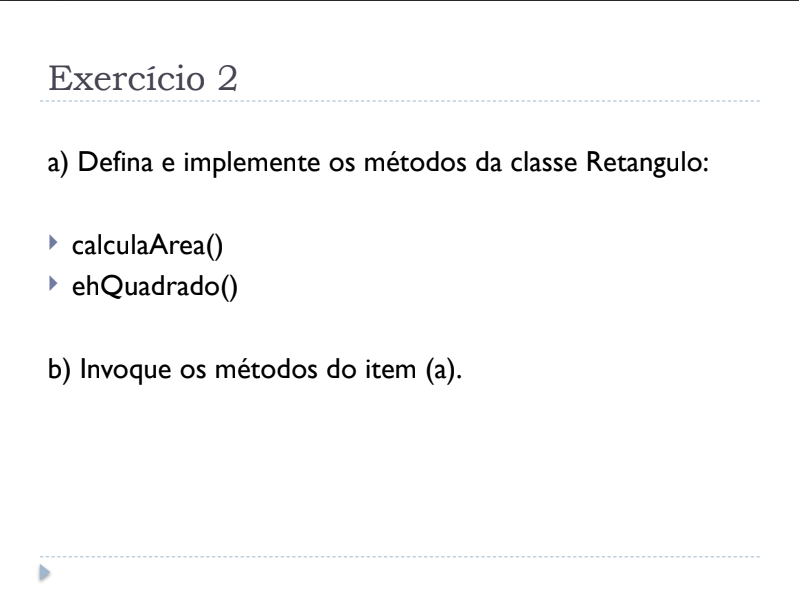 Exercício 2
a) Defina e implemente os métodos da classe Retangulo:
calculaArea()
ehQuadrado()
b) Invoque os métodos do item (a).